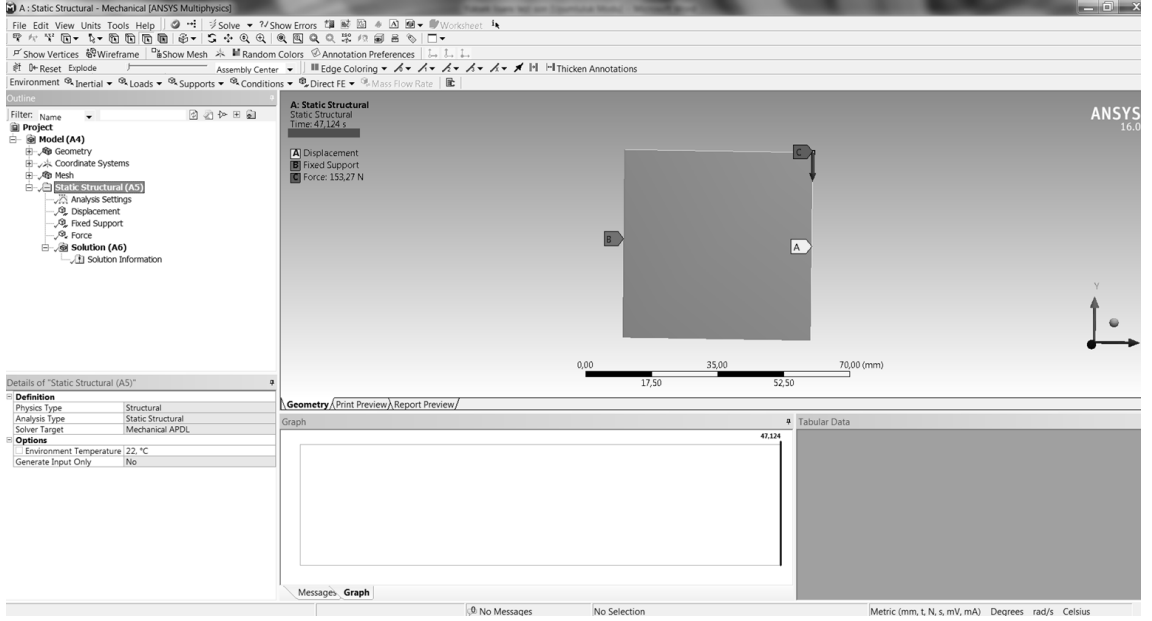 A : Static Structural - Mechanical [ANSYS Multiphysics]
File Edit View Units Tools Help Solve ?/Show Errors Worksheet
Show Vertices Wireframe Show Mesh Random Colors Annotation Preferences
Reset Explode Assembly Center Edge Coloring Thicken Annotations
Environment Inertial Loads Supports Conditions Direct FE Mass Flow Rate
Outline
Filter: Name
Project
Model (A4)
Geometry
Coordinate Systems
Mesh
Static Structural (A5)
Analysis Settings
Displacement
Fixed Support
Force
Solution (A6)
Solution Information
A: Static Structural
Static Structural
Time: 47,124 s
A Displacement
B Fixed Support
C Force: 153,27 N
ANSYS
16.0
C
B
A
Y
0,00 35,00 70,00 (mm)
17,50 52,50
Geometry Print Preview Report Preview
Details of "Static Structural (A5)"
Definition
Physics Type Structural
Analysis Type Static Structural
Solver Target Mechanical APDL
Options
Environment Temperature 22, °C
Generate Input Only No
Graph
47,124
Tabular Data
Messages Graph
No Messages No Selection Metric (mm, t, N, s, mV, mA) Degrees rad/s Celsius